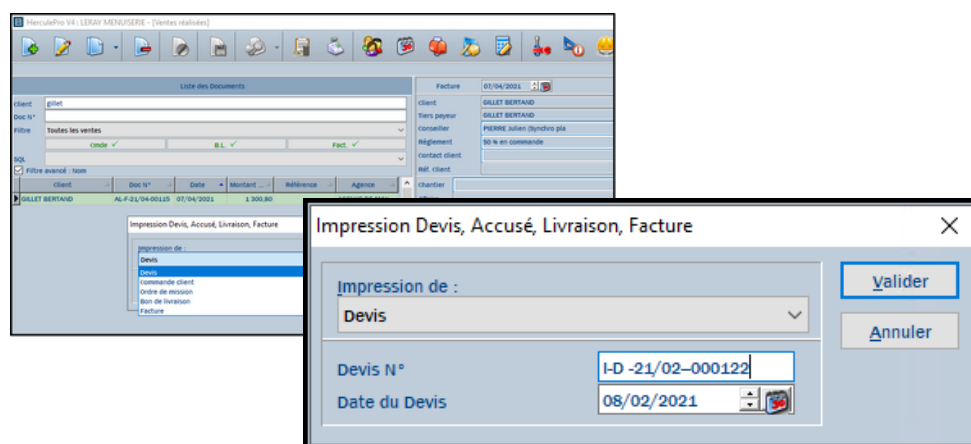 HerculePro V4 : LERAY MENUISERIE - [Ventes réalisées]
Liste des Documents
Client gillet
Doc N°
Filtre Toutes les ventes
Cmde ✓ B.L. ✓ Fact. ✓
SQL
Filtre avancé : Nom
Client Doc N° Date Montant ... Référence Agence
GILLET BERTAND AL-F-21/04-00115 07/04/2021 1 300,80
Facture 07/04/2021
Client GILLET BERTAND
Tiers payeur GILLET BERTAND
Conseiller PIERRE Julien (Synchro pla
Réglement 50 % en commande
Contact client
Réf. Client
Chantier
Impression Devis, Accusé, Livraison, Facture
Impression de :
Devis
Devis
Commande client
Ordre de mission
Bon de livraison
Facture
Impression Devis, Accusé, Livraison, Facture
Impression de :
Devis
Devis N° I-D -21/02--000122
Date du Devis 08/02/2021
Valider
Annuler